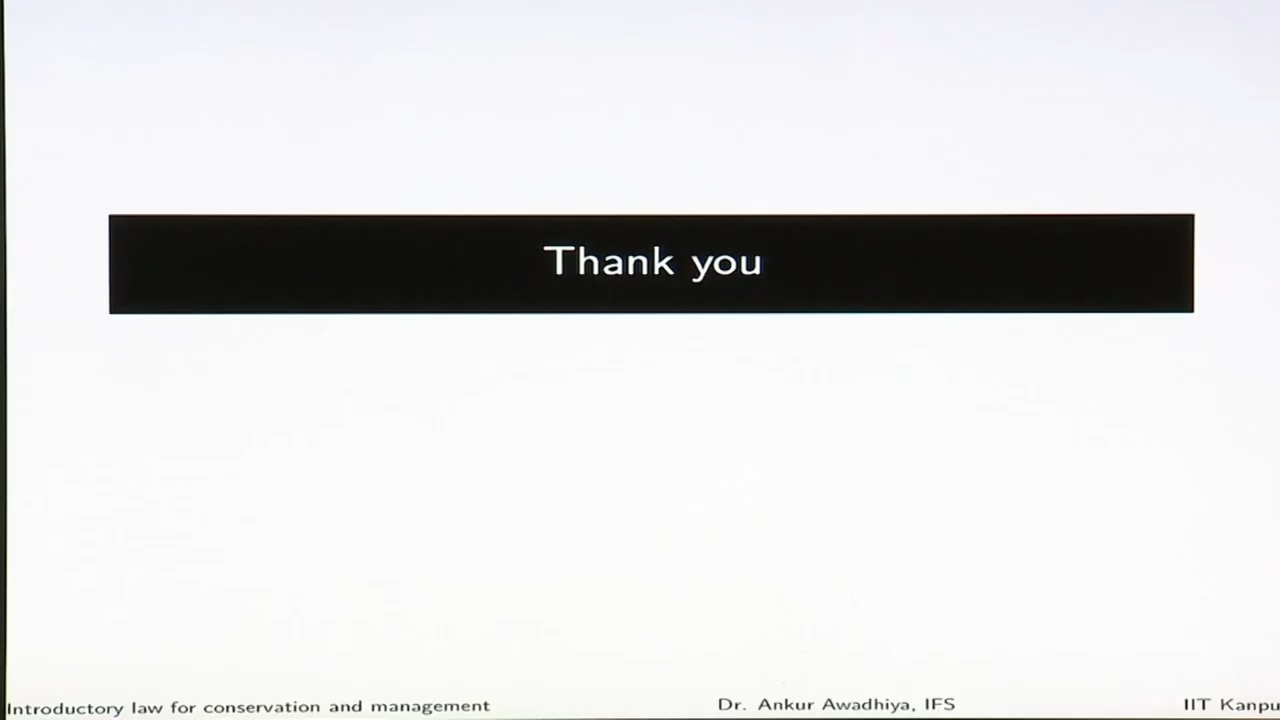 Thank you
Introductory law for conservation and management Dr. Ankur Awadhiya, IFS IIT Kanpu